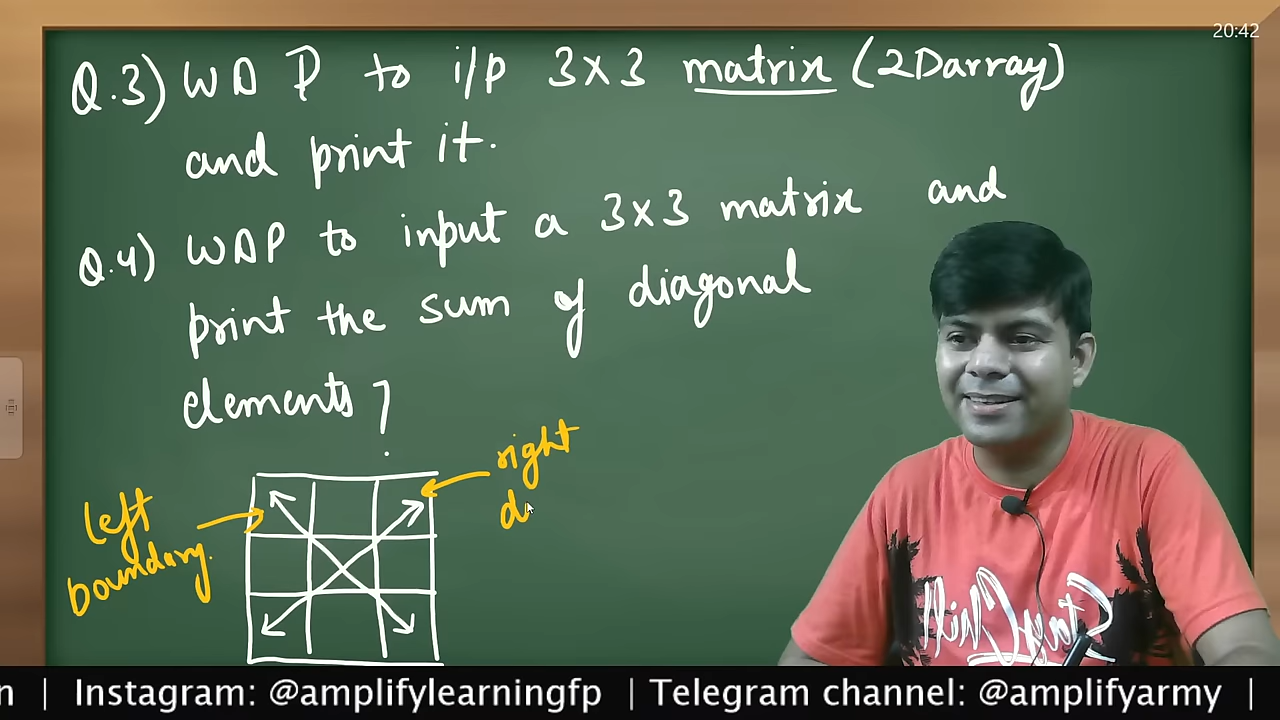 20:42
Q.3) WAP to i/p 3x3 matrix (2Darray)
and print it.
Q.4) WAP to input a 3x3 matrix and
print the sum of diagonal
elements?
right
d
left
boundary.
n | Instagram: @amplifylearningfp | Telegram channel: @amplifyarmy |